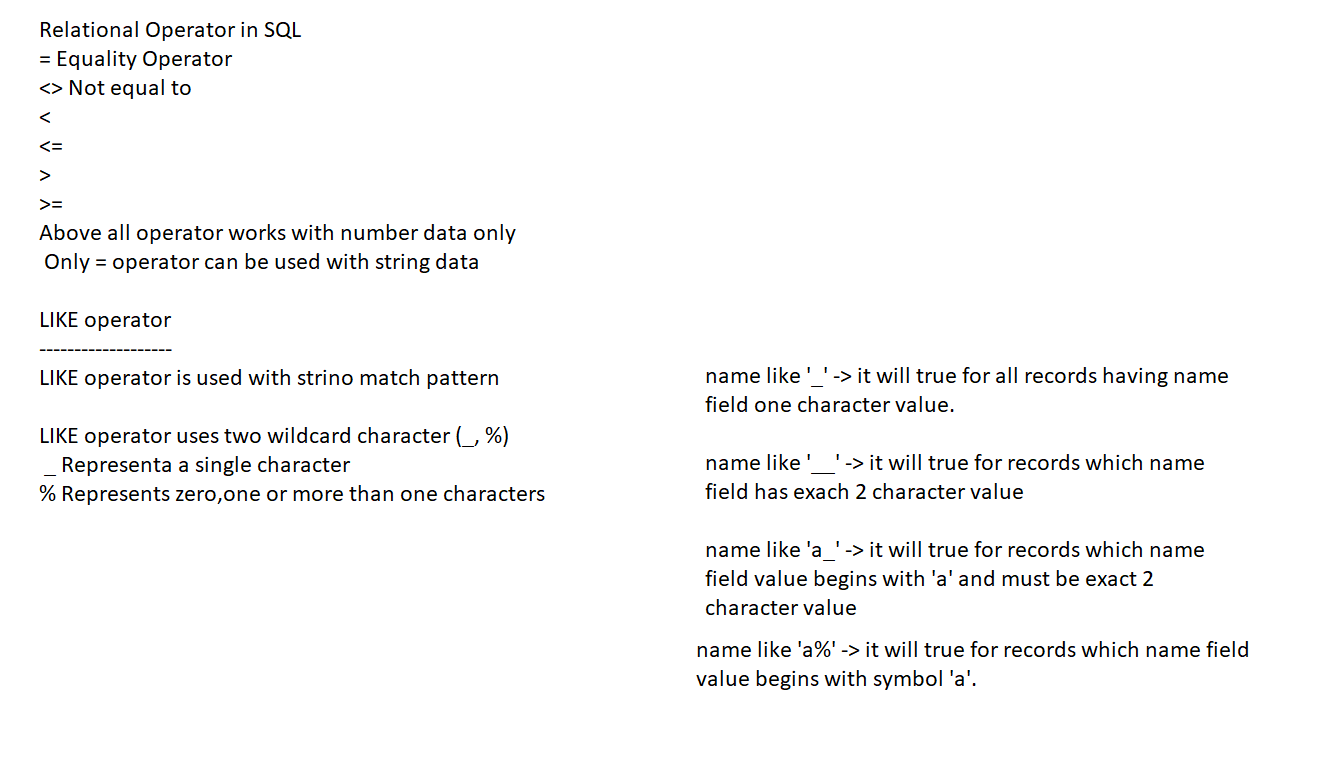 Relational Operator in SQL
= Equality Operator
<> Not equal to
<
<=
>
>=
Above all operator works with number data only
Only = operator can be used with string data
LIKE operator
-------------------
LIKE operator is used with strino match pattern
LIKE operator uses two wildcard character (_, %)
_ Representa a single character
% Represents zero,one or more than one characters
name like '_' -> it will true for all records having name
field one character value.
name like '__' -> it will true for records which name
field has exach 2 character value
name like 'a_' -> it will true for records which name
field value begins with 'a' and must be exact 2
character value
name like 'a%' -> it will true for records which name field
value begins with symbol 'a'.